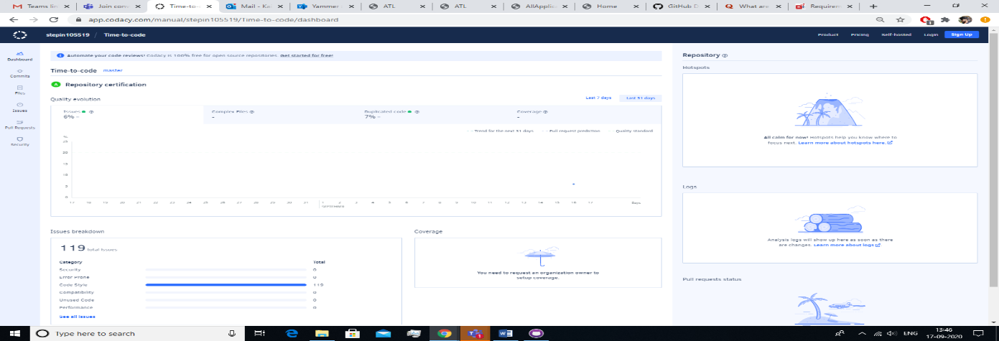 Teams lin
Join con
Time-to-c
Mail - Ka
Yammer
ATL
ATL
AllApplia
Home
GitHub D
What are
Requirem
app.codacy.com/manual/stepin105519/Time-to-code/dashboard
stepin105519 / Time-to-code
Product Pricing Self-hosted Login Sign Up
Dashboard
Commits
Files
Issues
Pull Requests
Security
Automate your code reviews! Codacy is 100% free for open source repositories. Get started for free!
Time-to-code master
A Repository certification
Quality evolution
Last 7 days Last 31 days
Issues Complex Files Duplicated code Coverage
6% - - 7% - -
Trend for the next 31 days Pull request prediction Quality standard
%
25
20
15
10
5
0
17 18 19 20 21 22 23 24 25 26 27 28 29 30 31 1 2 3 4 5 6 7 8 9 10 11 12 13 14 15 16 17 Days
SEPTEMBER
Issues breakdown
119 total issues
Category Total
Security 0
Error Prone 0
Code Style 119
Compatibility 0
Unused Code 0
Performance 0
See all issues
Coverage
You need to request an organization owner to
setup coverage.
Repository
Hotspots
All calm for now! Hotspots help you know where to
focus next. Learn more about hotspots here.
Logs
Analysis logs will show up here as soon as there
are changes. Learn more about logs
Pull requests status
Type here to search
ENG
13:46
17-09-2020